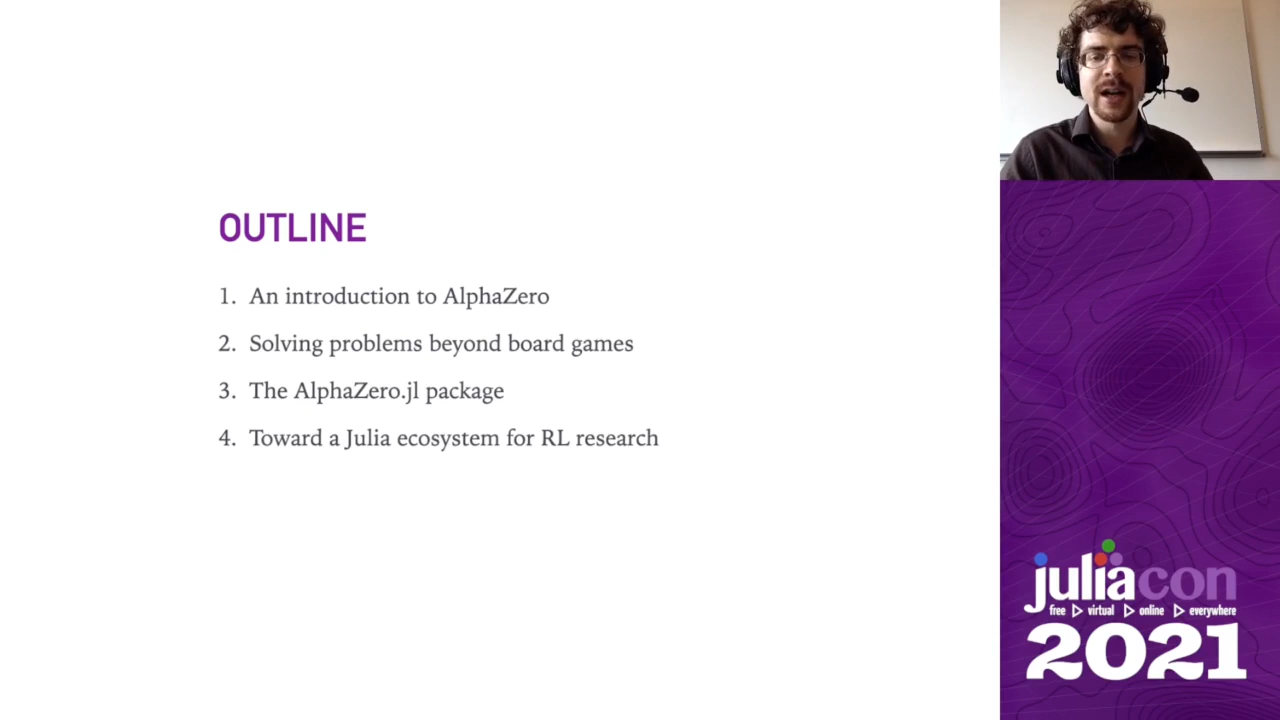 OUTLINE
1. An introduction to AlphaZero
2. Solving problems beyond board games
3. The AlphaZero.jl package
4. Toward a Julia ecosystem for RL research
juliacon
free ▷ virtual ▷ online ▷ everywhere
2021